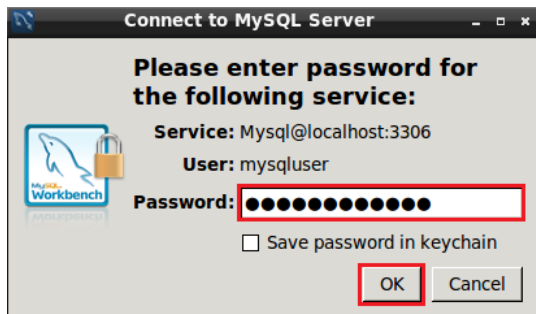 Connect to MySQL Server
Please enter password for
the following service:
Service: Mysql@localhost:3306
User: mysqluser
MySQL
Workbench
Password: ●●●●●●●●●●●●
Save password in keychain
OK Cancel